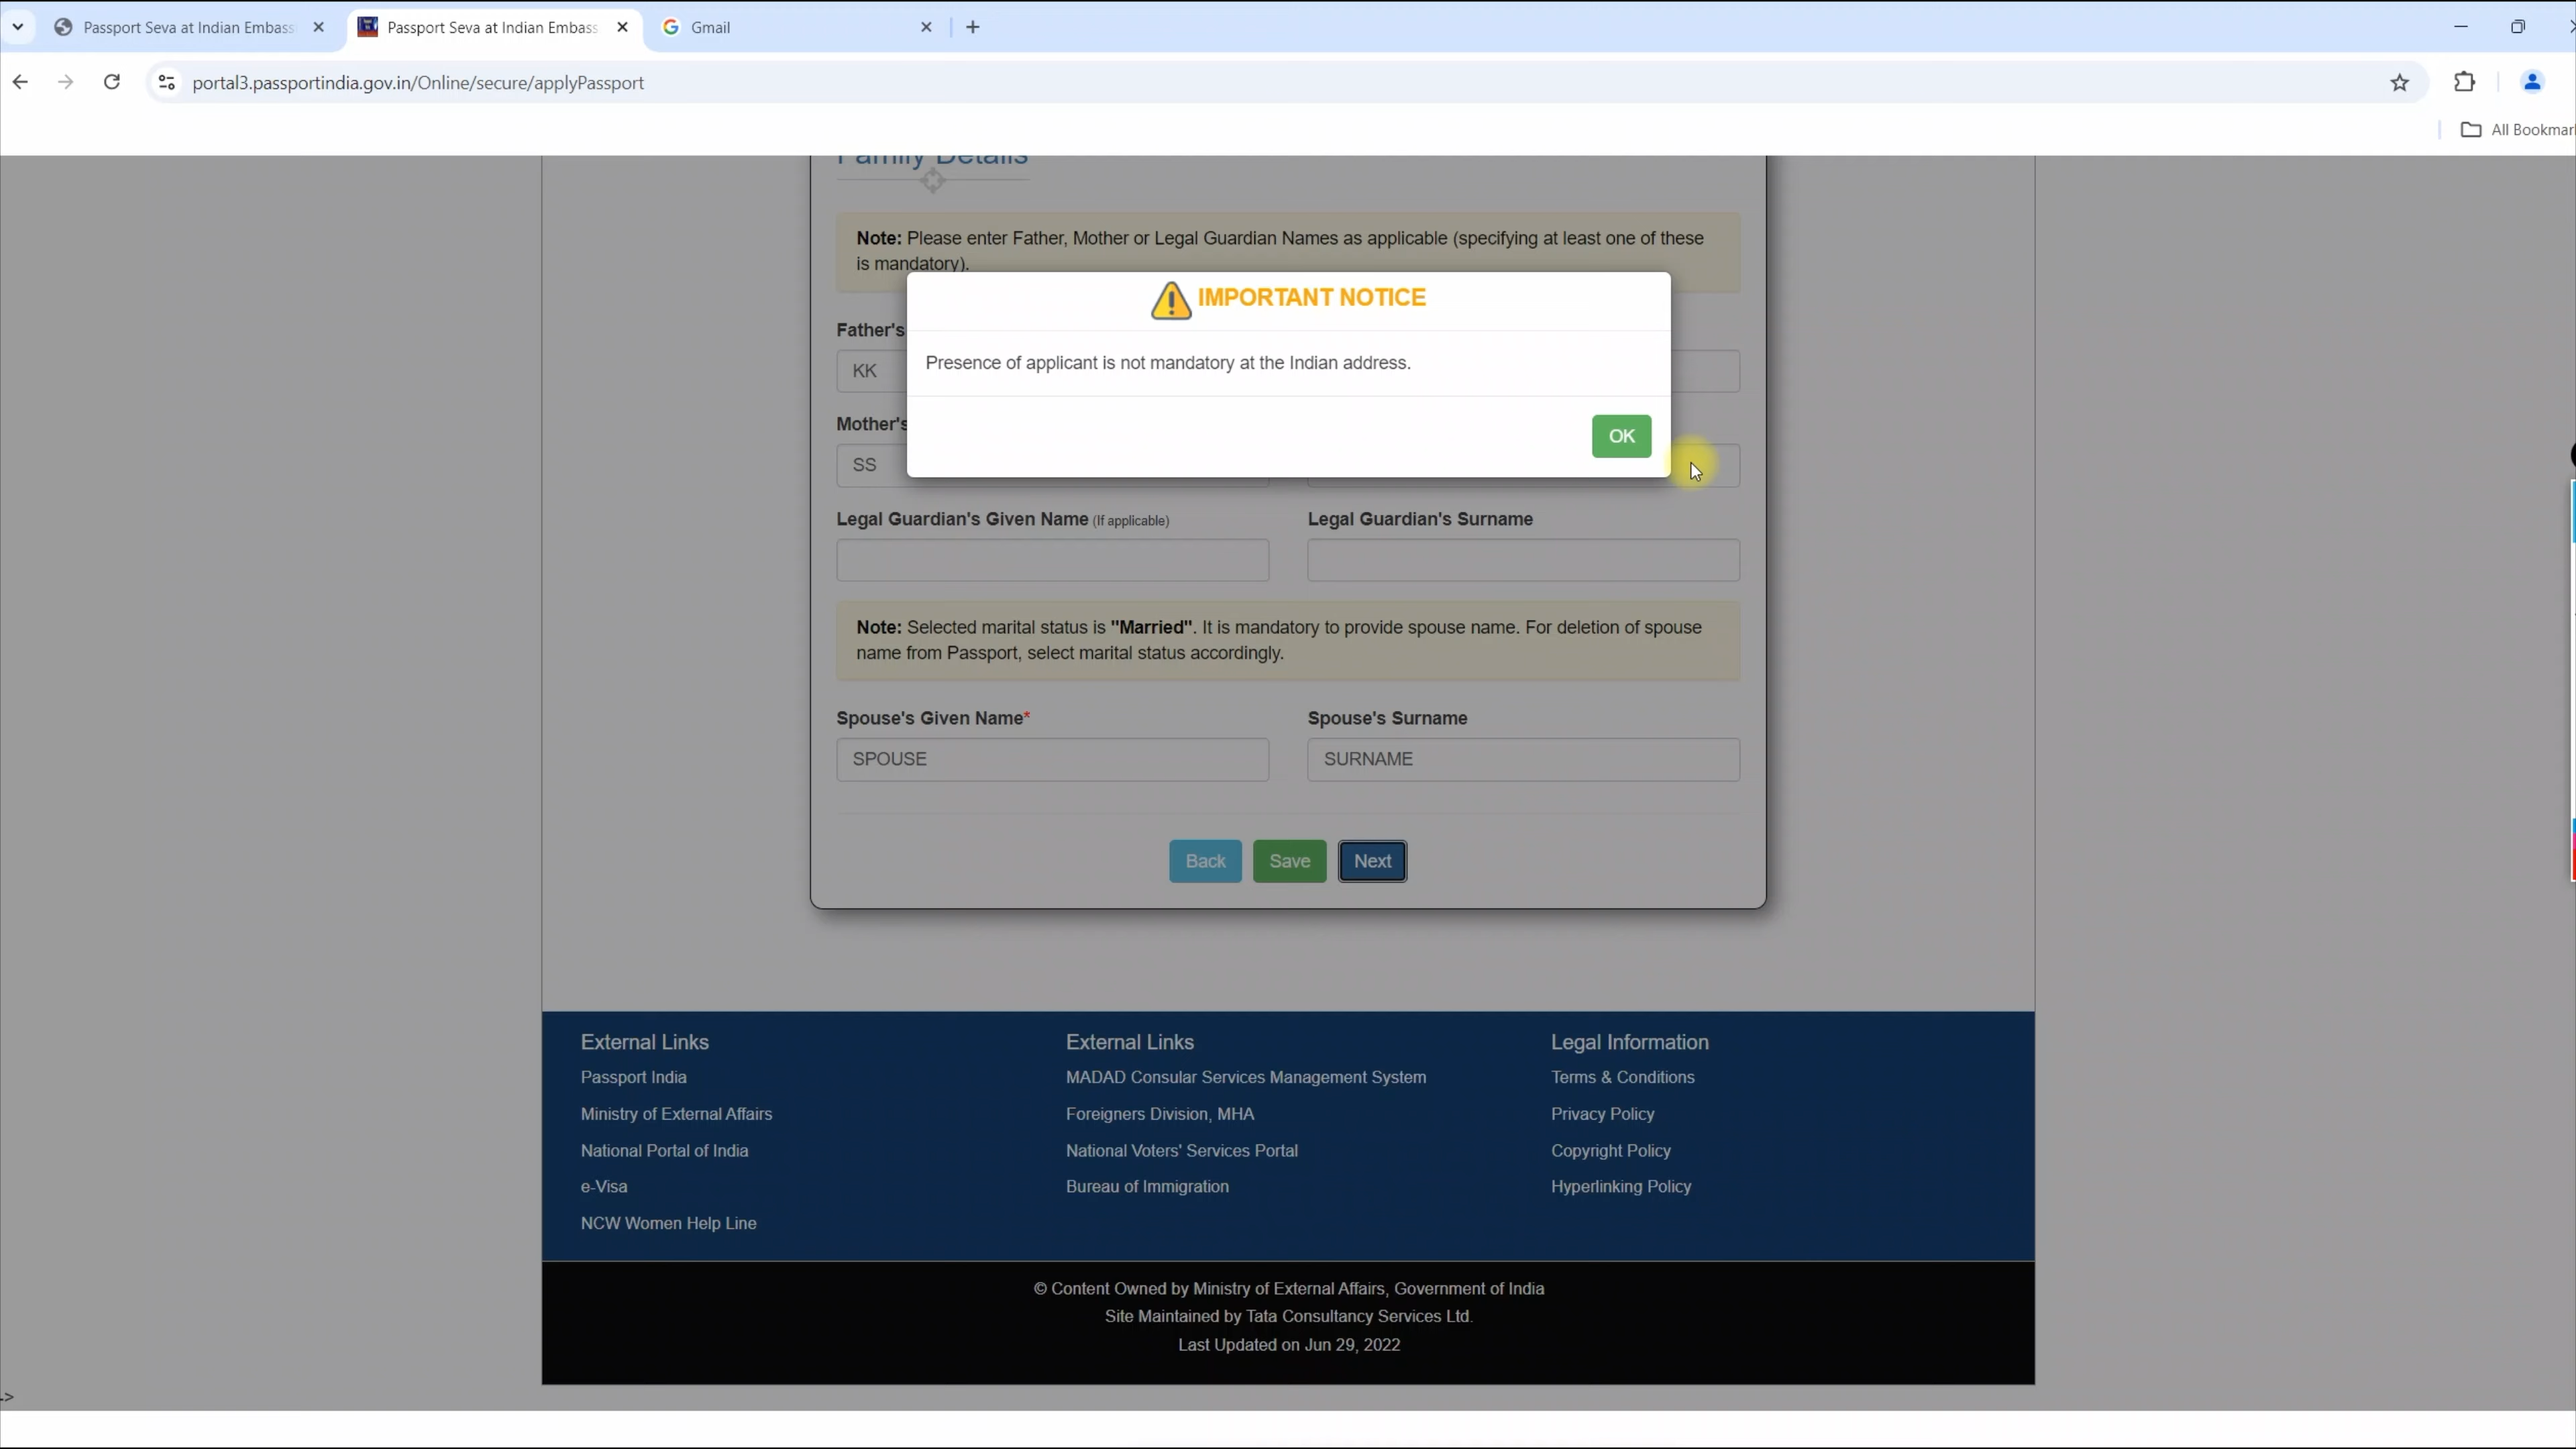 Passport Seva at Indian Embass
Passport Seva at Indian Embass
Gmail
portal3.passportindia.gov.in/Online/secure/applyPassport
All Bookmar
Family Details
Note: Please enter Father, Mother or Legal Guardian Names as applicable (specifying at least one of these
is mandatory).
IMPORTANT NOTICE
Presence of applicant is not mandatory at the Indian address.
OK
Father's
KK
Mother's
SS
Legal Guardian's Given Name (If applicable)
Legal Guardian's Surname
Note: Selected marital status is "Married". It is mandatory to provide spouse name. For deletion of spouse
name from Passport, select marital status accordingly.
Spouse's Given Name*
Spouse's Surname
SPOUSE
SURNAME
Back
Save
Next
External Links
Passport India
Ministry of External Affairs
National Portal of India
e-Visa
NCW Women Help Line
External Links
MADAD Consular Services Management System
Foreigners Division, MHA
National Voters' Services Portal
Bureau of Immigration
Legal Information
Terms & Conditions
Privacy Policy
Copyright Policy
Hyperlinking Policy
© Content Owned by Ministry of External Affairs, Government of India
Site Maintained by Tata Consultancy Services Ltd.
Last Updated on Jun 29, 2022
->